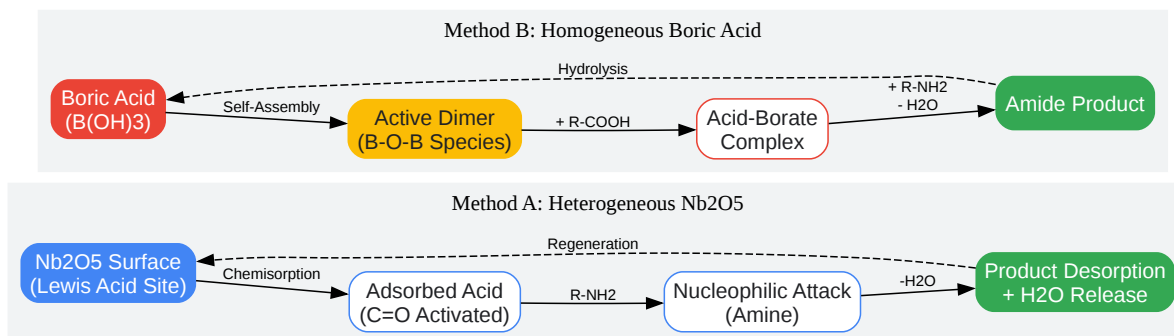 Method B: Homogeneous Boric Acid
Hydrolysis
Boric Acid
(B(OH)3)
Self-Assembly
Active Dimer
(B-O-B Species)
+ R-COOH
Acid-Borate
Complex
+ R-NH2
- H2O
Amide Product
Method A: Heterogeneous Nb2O5
Regeneration
Nb2O5 Surface
(Lewis Acid Site)
Chemisorption
Adsorbed Acid
(C=O Activated)
R-NH2
Nucleophilic Attack
(Amine)
-H2O
Product Desorption
+ H2O Release